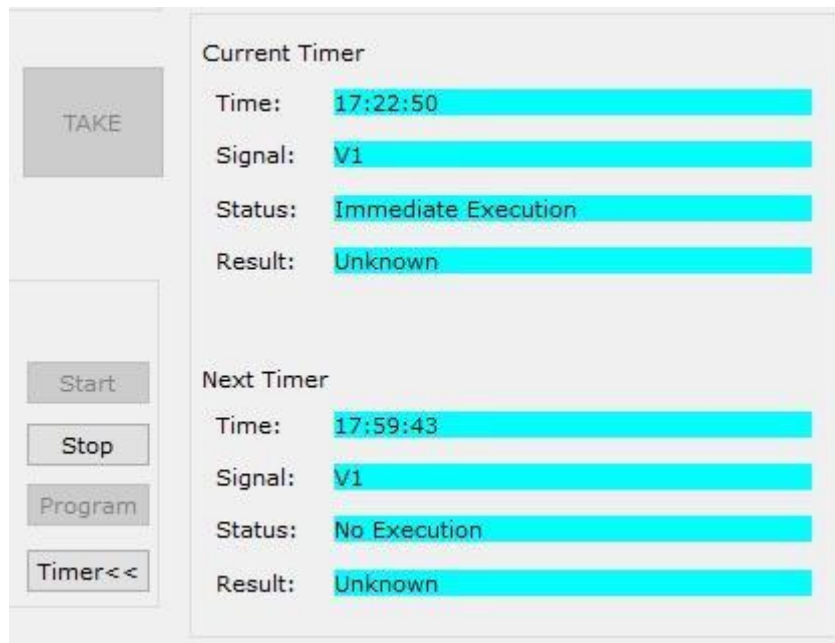 TAKE
Start
Stop
Program
Timer<<
Current Timer
Time: 17:22:50
Signal: V1
Status: Immediate Execution
Result: Unknown
Next Timer
Time: 17:59:43
Signal: V1
Status: No Execution
Result: Unknown